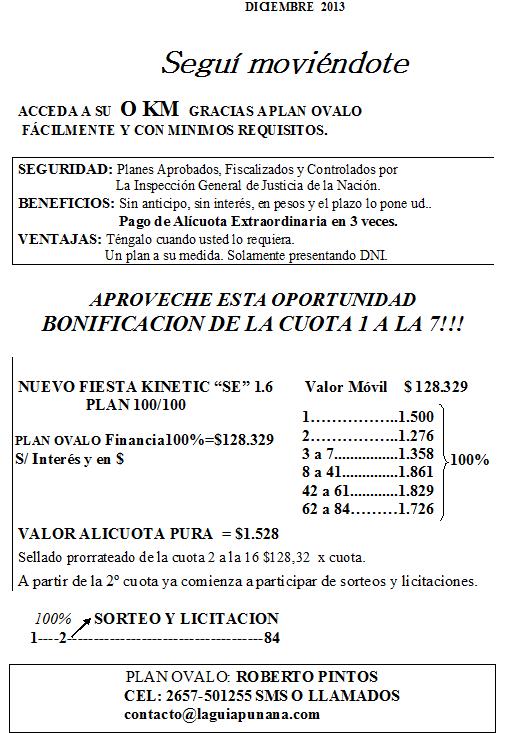 DICIEMBRE 2013
Seguí moviéndote
ACCEDA A SU O KM GRACIAS A PLAN OVALO
FÁCILMENTE Y CON MINIMOS REQUISITOS.
SEGURIDAD: Planes Aprobados, Fiscalizados y Controlados por
La Inspección General de Justicia de la Nación.
BENEFICIOS: Sin anticipo, sin interés, en pesos y el plazo lo pone ud..
Pago de Alícuota Extraordinaria en 3 veces.
VENTAJAS: Téngalo cuando usted lo requiera.
Un plan a su medida. Solamente presentando DNI.
APROVECHE ESTA OPORTUNIDAD
BONIFICACION DE LA CUOTA 1 A LA 7!!!
NUEVO FIESTA KINETIC “SE” 1.6 Valor Móvil $ 128.329
PLAN 100/100
1……………..1.500
2……………..1.276
PLAN OVALO Financia100%=$128.329
3 a 7................1.358
S/ Interés y en $
8 a 41.............1.861
100%
42 a 61............1.829
62 a 84………1.726
VALOR ALICUOTA PURA = $1.528
Sellado prorrateado de la cuota 2 a la 16 $128,32 x cuota.
A partir de la 2º cuota ya comienza a participar de sorteos y licitaciones.
100% SORTEO Y LICITACION
1----2---------------------------------------84
PLAN OVALO: ROBERTO PINTOS
CEL: 2657-501255 SMS O LLAMADOS
contacto@laguiapunana.com